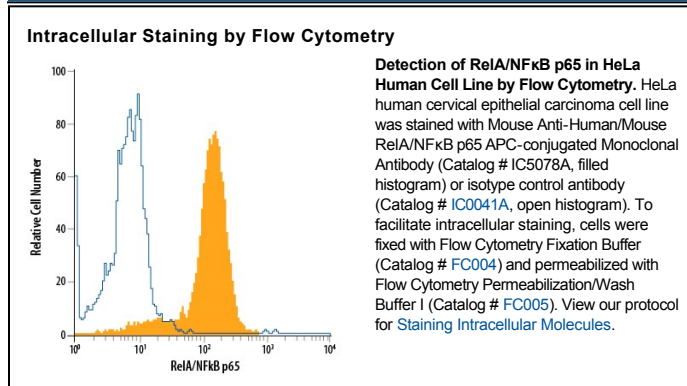 Intracellular Staining by Flow Cytometry
Detection of RelA/NFκB p65 in HeLa
Human Cell Line by Flow Cytometry. HeLa
human cervical epithelial carcinoma cell line
was stained with Mouse Anti-Human/Mouse
RelA/NFκB p65 APC-conjugated Monoclonal
Antibody (Catalog # IC5078A, filled
histogram) or isotype control antibody
(Catalog # IC0041A, open histogram). To
facilitate intracellular staining, cells were
fixed with Flow Cytometry Fixation Buffer
(Catalog # FC004) and permeabilized with
Flow Cytometry Permeabilization/Wash
Buffer I (Catalog # FC005). View our protocol
for Staining Intracellular Molecules.
Relative Cell Number
100
80
60
40
20
0
10⁰ 10¹ 10² 10³ 10⁴
RelA/NFkB p65